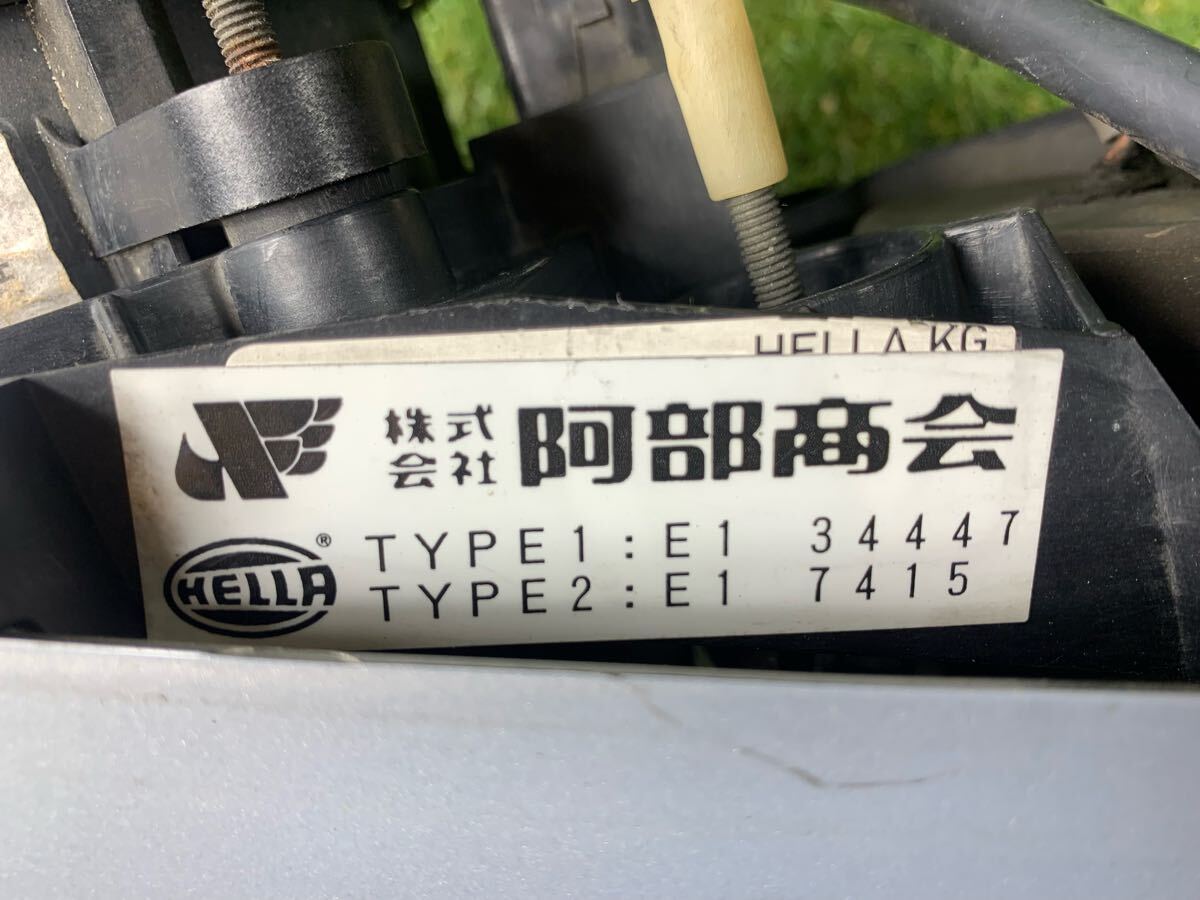 HELLA KG
株式会社 阿部商会
HELLA® TYPE1:E1 34447
TYPE2:E1 7415